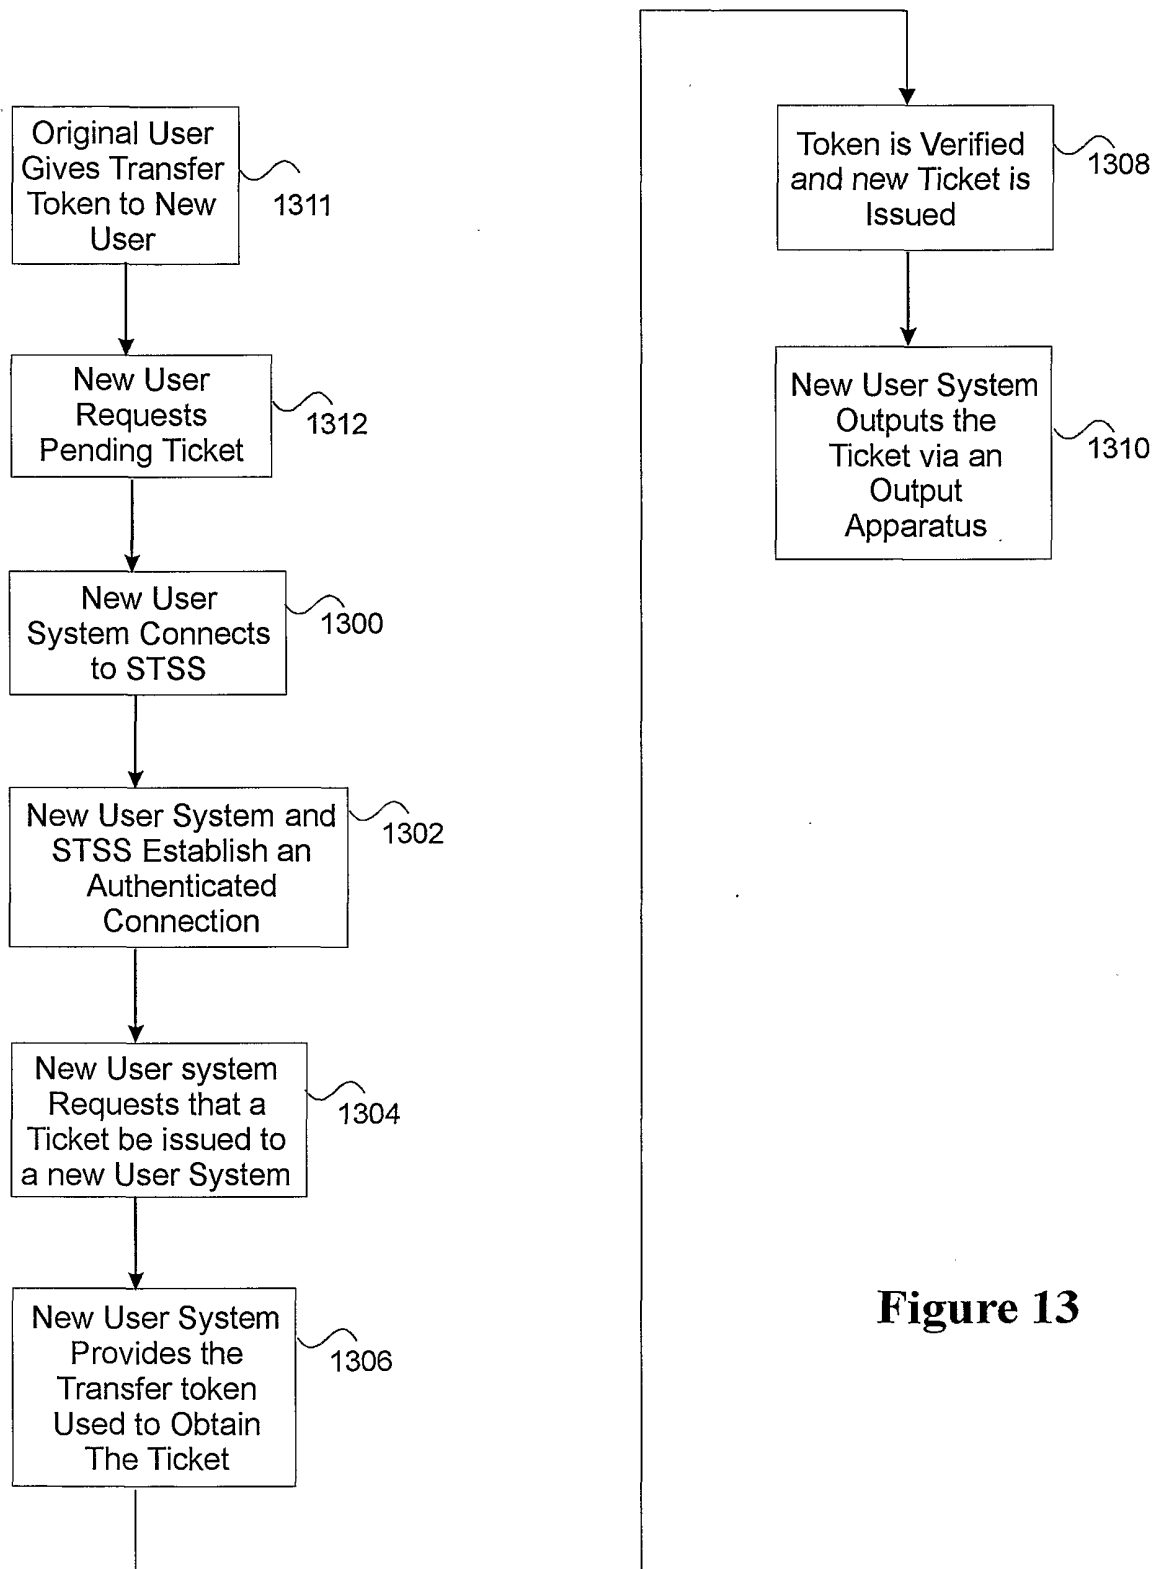 Original User
Gives Transfer
Token to New
User
1311
New User
Requests
Pending Ticket
1312
New User
System Connects
to STSS
1300
New User System and
STSS Establish an
Authenticated
Connection
1302
New User system
Requests that a
Ticket be issued to
a new User System
1304
New User System
Provides the
Transfer token
Used to Obtain
The Ticket
1306
Token is Verified
and new Ticket is
Issued
1308
New User System
Outputs the
Ticket via an
Output
Apparatus
1310
Figure 13